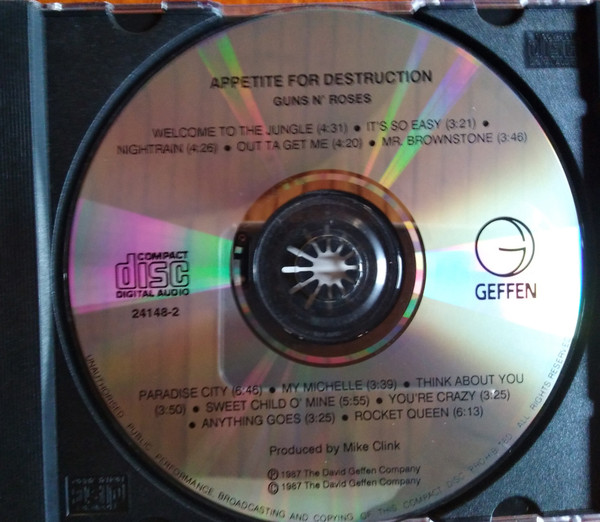 APPETITE FOR DESTRUCTION
GUNS N' ROSES
WELCOME TO THE JUNGLE (4:31) ● IT'S SO EASY (3:21) ●
NIGHTRAIN (4:26) ● OUT TA GET ME (4:20) ● MR. BROWNSTONE (3:46)
COMPACT
disc
DIGITAL AUDIO
24148-2
G
GEFFEN
PARADISE CITY (6:46) ● MY MICHELLE (3:39) ● THINK ABOUT YOU
(3:50) ● SWEET CHILD O' MINE (5:55) ● YOU'RE CRAZY (3:25)
● ANYTHING GOES (3:25) ● ROCKET QUEEN (6:13)
Produced by Mike Clink
Ⓟ 1987 The David Geffen Company
© 1987 The David Geffen Company
UNAUTHORISED PUBLIC PERFORMANCE BROADCASTING AND COPYING OF THIS COMPACT DISC PROHIBITED. ALL RIGHTS RESERVED